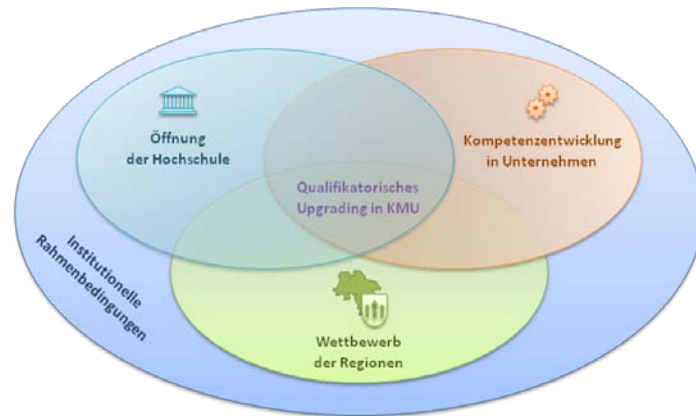 Öffnung
der Hochschule
Kompetenzentwicklung
in Unternehmen
Qualifikatorisches
Upgrading in KMU
Institutionelle
Rahmenbedingungen
Wettbewerb
der Regionen